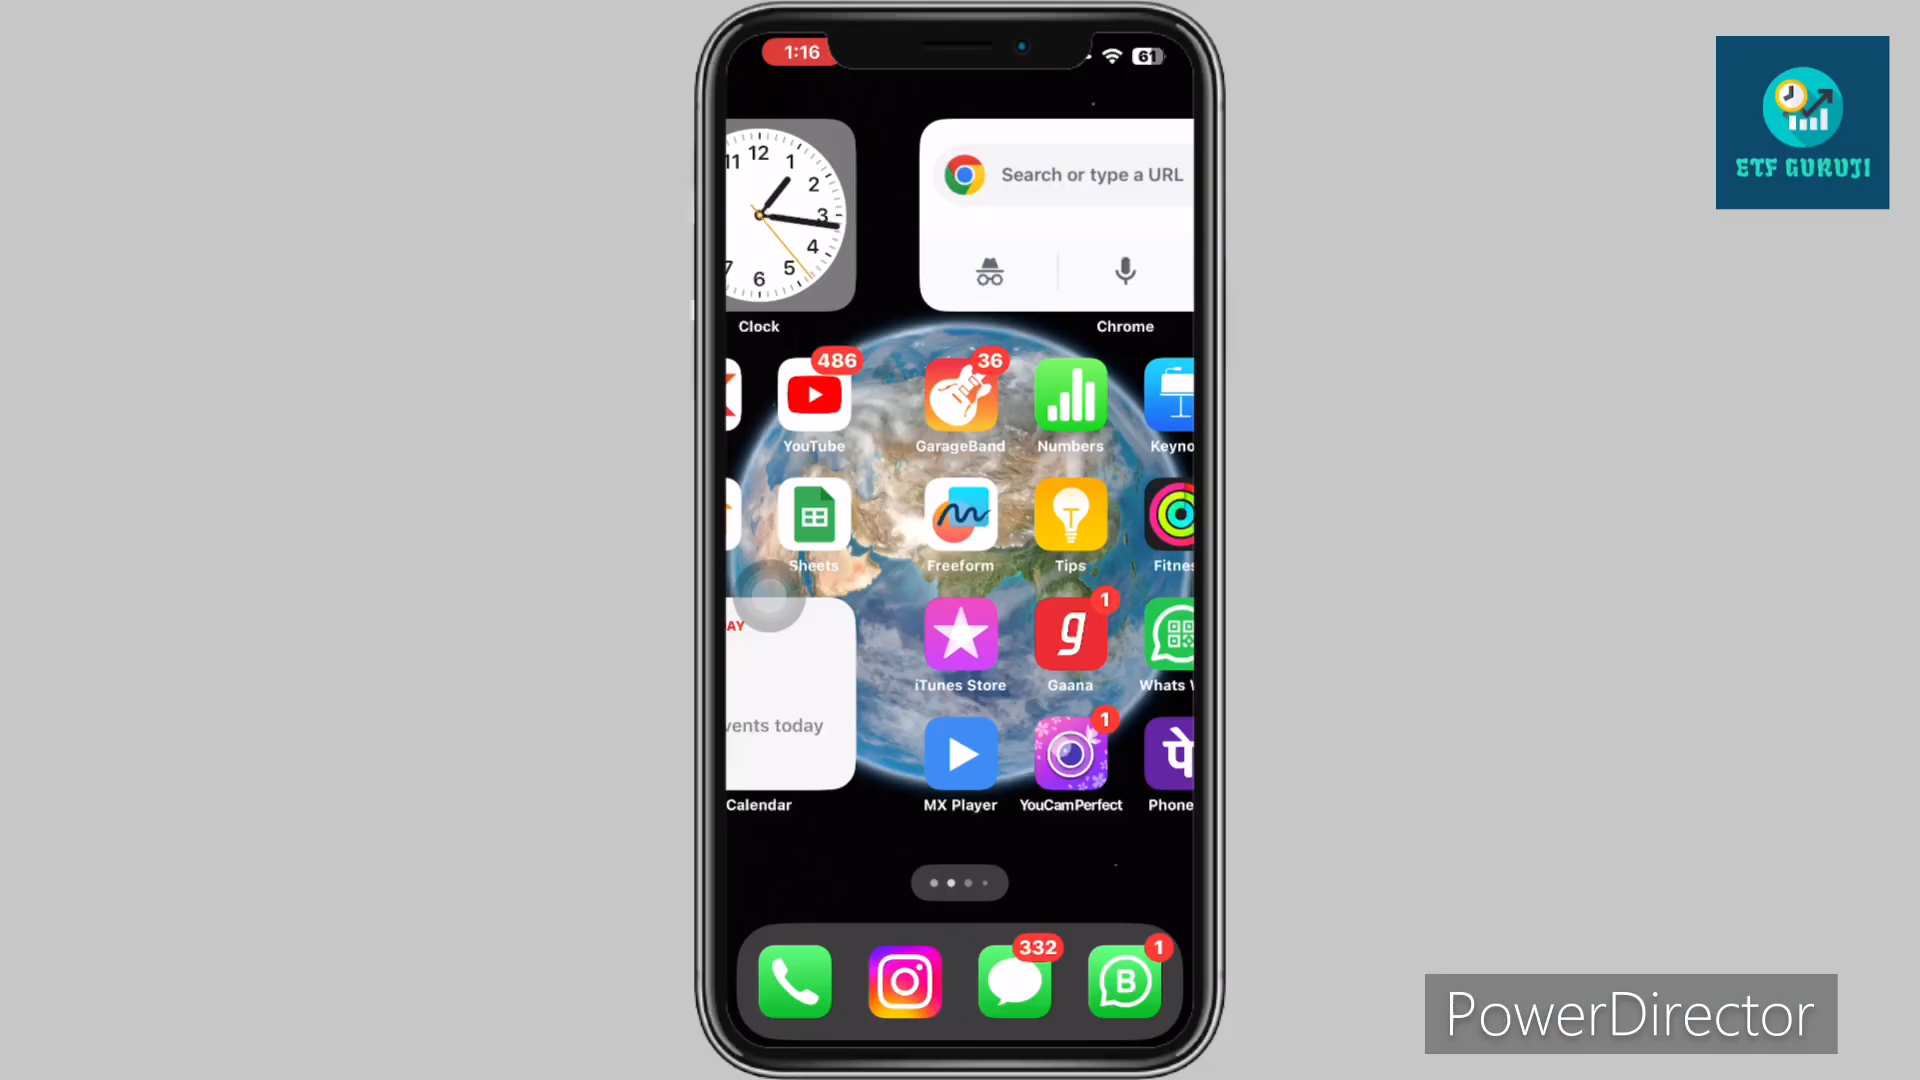 1:16
61
ETF GURUJI
11 12 1 2 3 4 5 6 7
Search or type a URL
Clock
Chrome
486
36
YouTube
GarageBand
Numbers
Keyno
Sheets
Freeform
Tips
Fitne
1
AY
g
iTunes Store
Gaana
Whats
1
vents today
पे
Calendar
MX Player
YouCamPerfect
Phone
332
1
B
PowerDirector